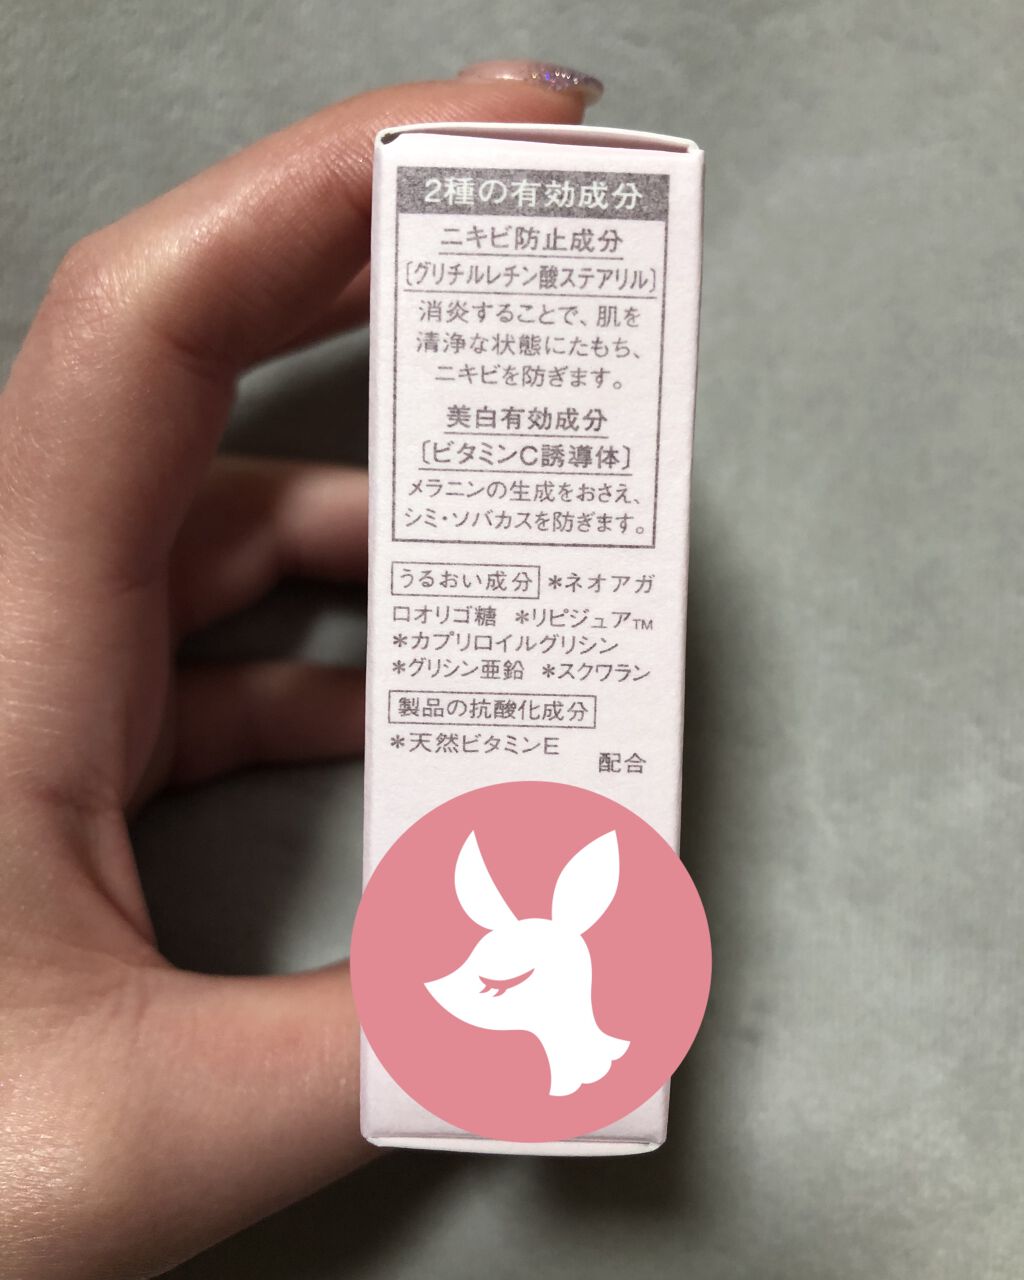 2種の有効成分
ニキビ防止成分
〔グリチルレチン酸ステアリル〕
消炎することで、肌を
清浄な状態にたもち、
ニキビを防ぎます。
美白有効成分
〔ビタミンC誘導体〕
メラニンの生成をおさえ、
シミ・ソバカスを防ぎます。
うるおい成分 *ネオアガ
ロオリゴ糖 *リピジュア™
*カプリロイルグリシン
*グリシン亜鉛 *スクワラン
製品の抗酸化成分
*天然ビタミンE
配合